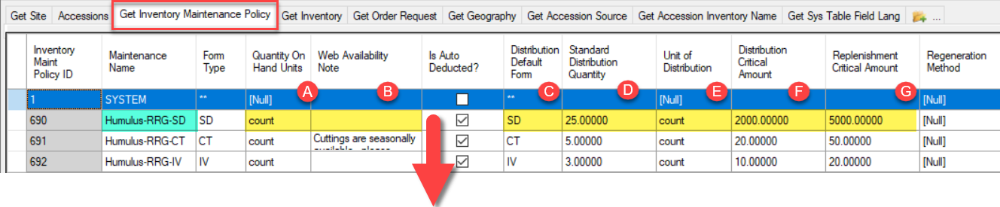 Get Site Accessions Get Inventory Maintenance Policy Get Inventory Get Order Request Get Geography Get Accession Source Get Accession Inventory Name Get Sys Table Field Lang ...
Inventory Maint Policy ID Maintenance Name Form Type Quantity On Hand Units Web Availability Note Is Auto Deducted? Distribution Default Form Standard Distribution Quantity Unit of Distribution Distribution Critical Amount Replenishment Critical Amount Regeneration Method
A B C D E F G
1 SYSTEM ** [Null] ** [Null] [Null]
690 Humulus-RRG-SD SD count SD 25.00000 count 2000.00000 5000.00000 [Null]
691 Humulus-RRG-CT CT count Cuttings are seasonally CT 5.00000 count 20.00000 50.00000 [Null]
available, please
692 Humulus-RRG-IV IV count IV 3.00000 count 10.00000 20.00000 [Null]